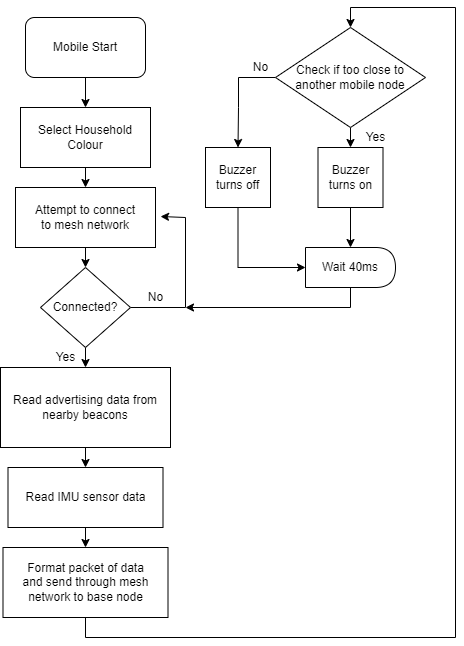 Mobile Start
Select Household
Colour
Attempt to connect
to mesh network
Connected?
No
Yes
Read advertising data from
nearby beacons
Read IMU sensor data
Format packet of data
and send through mesh
network to base node
Check if too close to
another mobile node
No
Yes
Buzzer
turns off
Buzzer
turns on
Wait 40ms